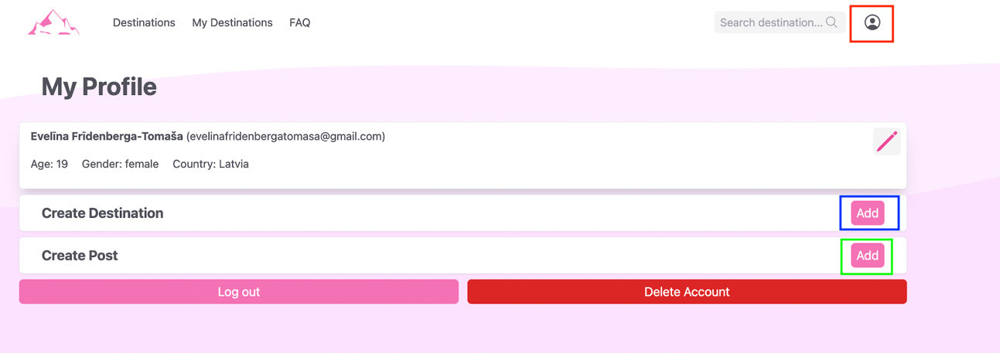 Destinations My Destinations FAQ Search destination...
My Profile
Evelīna Frīdenberga-Tomaša (evelinafridenbergatomasa@gmail.com)
Age: 19 Gender: female Country: Latvia
Create Destination Add
Create Post Add
Log out Delete Account